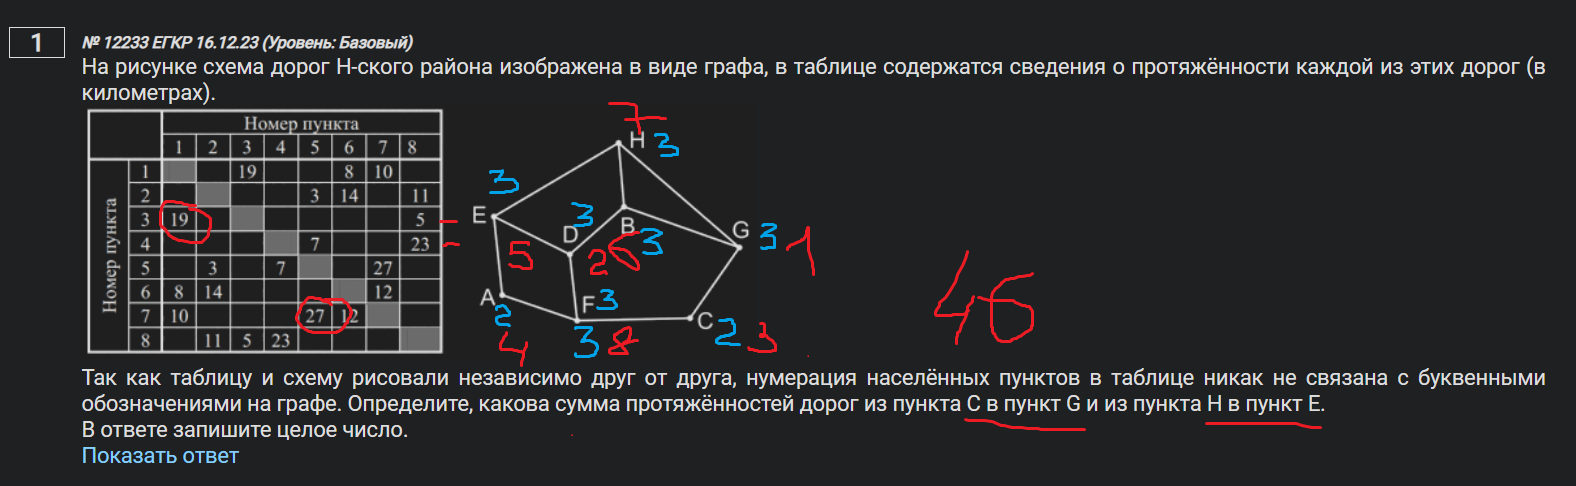 1
№ 12233 ЕГКР 16.12.23 (Уровень: Базовый)
На рисунке схема дорог Н-ского района изображена в виде графа, в таблице содержатся сведения о протяжённости каждой из этих дорог (в
километрах).
Номер пункта
1 2 3 4 5 6 7 8
Номер пункта
1 19 8 10
2 3 14 11
3 19 5
4 7 23
5 3 7 27
6 8 14 12
7 10 27 12
8 11 5 23
7
H 3
3
E
D 3
B 3
G 3 1
5
2 6
A
2
4
F 3
3 8
C 2 3
46
Так как таблицу и схему рисовали независимо друг от друга, нумерация населённых пунктов в таблице никак не связана с буквенными
обозначениями на графе. Определите, какова сумма протяжённостей дорог из пункта C в пункт G и из пункта H в пункт E.
В ответе запишите целое число.
Показать ответ